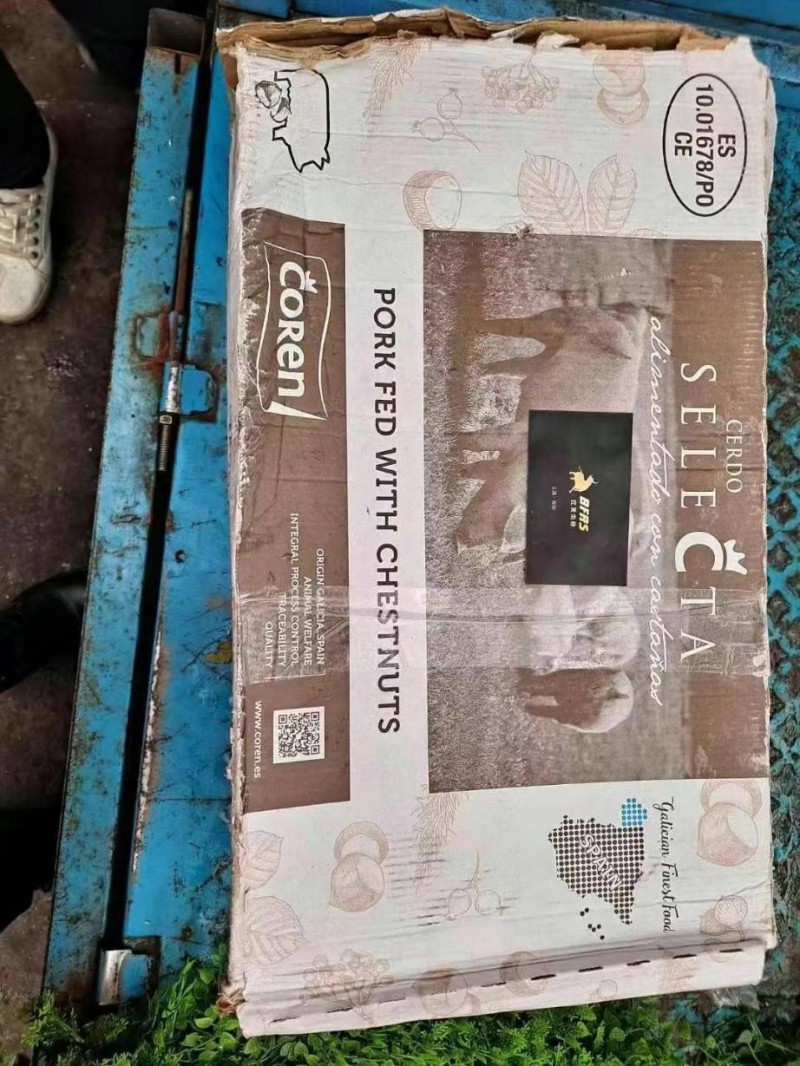 ES
10.01678/PO
CE
CERDO
SELECTA
alimentado con castañas
BFRS
PORK FED WITH CHESTNUTS
COREN
ORIGIN GALICIA, SPAIN
ANIMAL WELFARE
INTEGRAL PROCESS CONTROL
TRACEABILITY
QUALITY
www.coren.es
Galician Finest Food
SPAIN